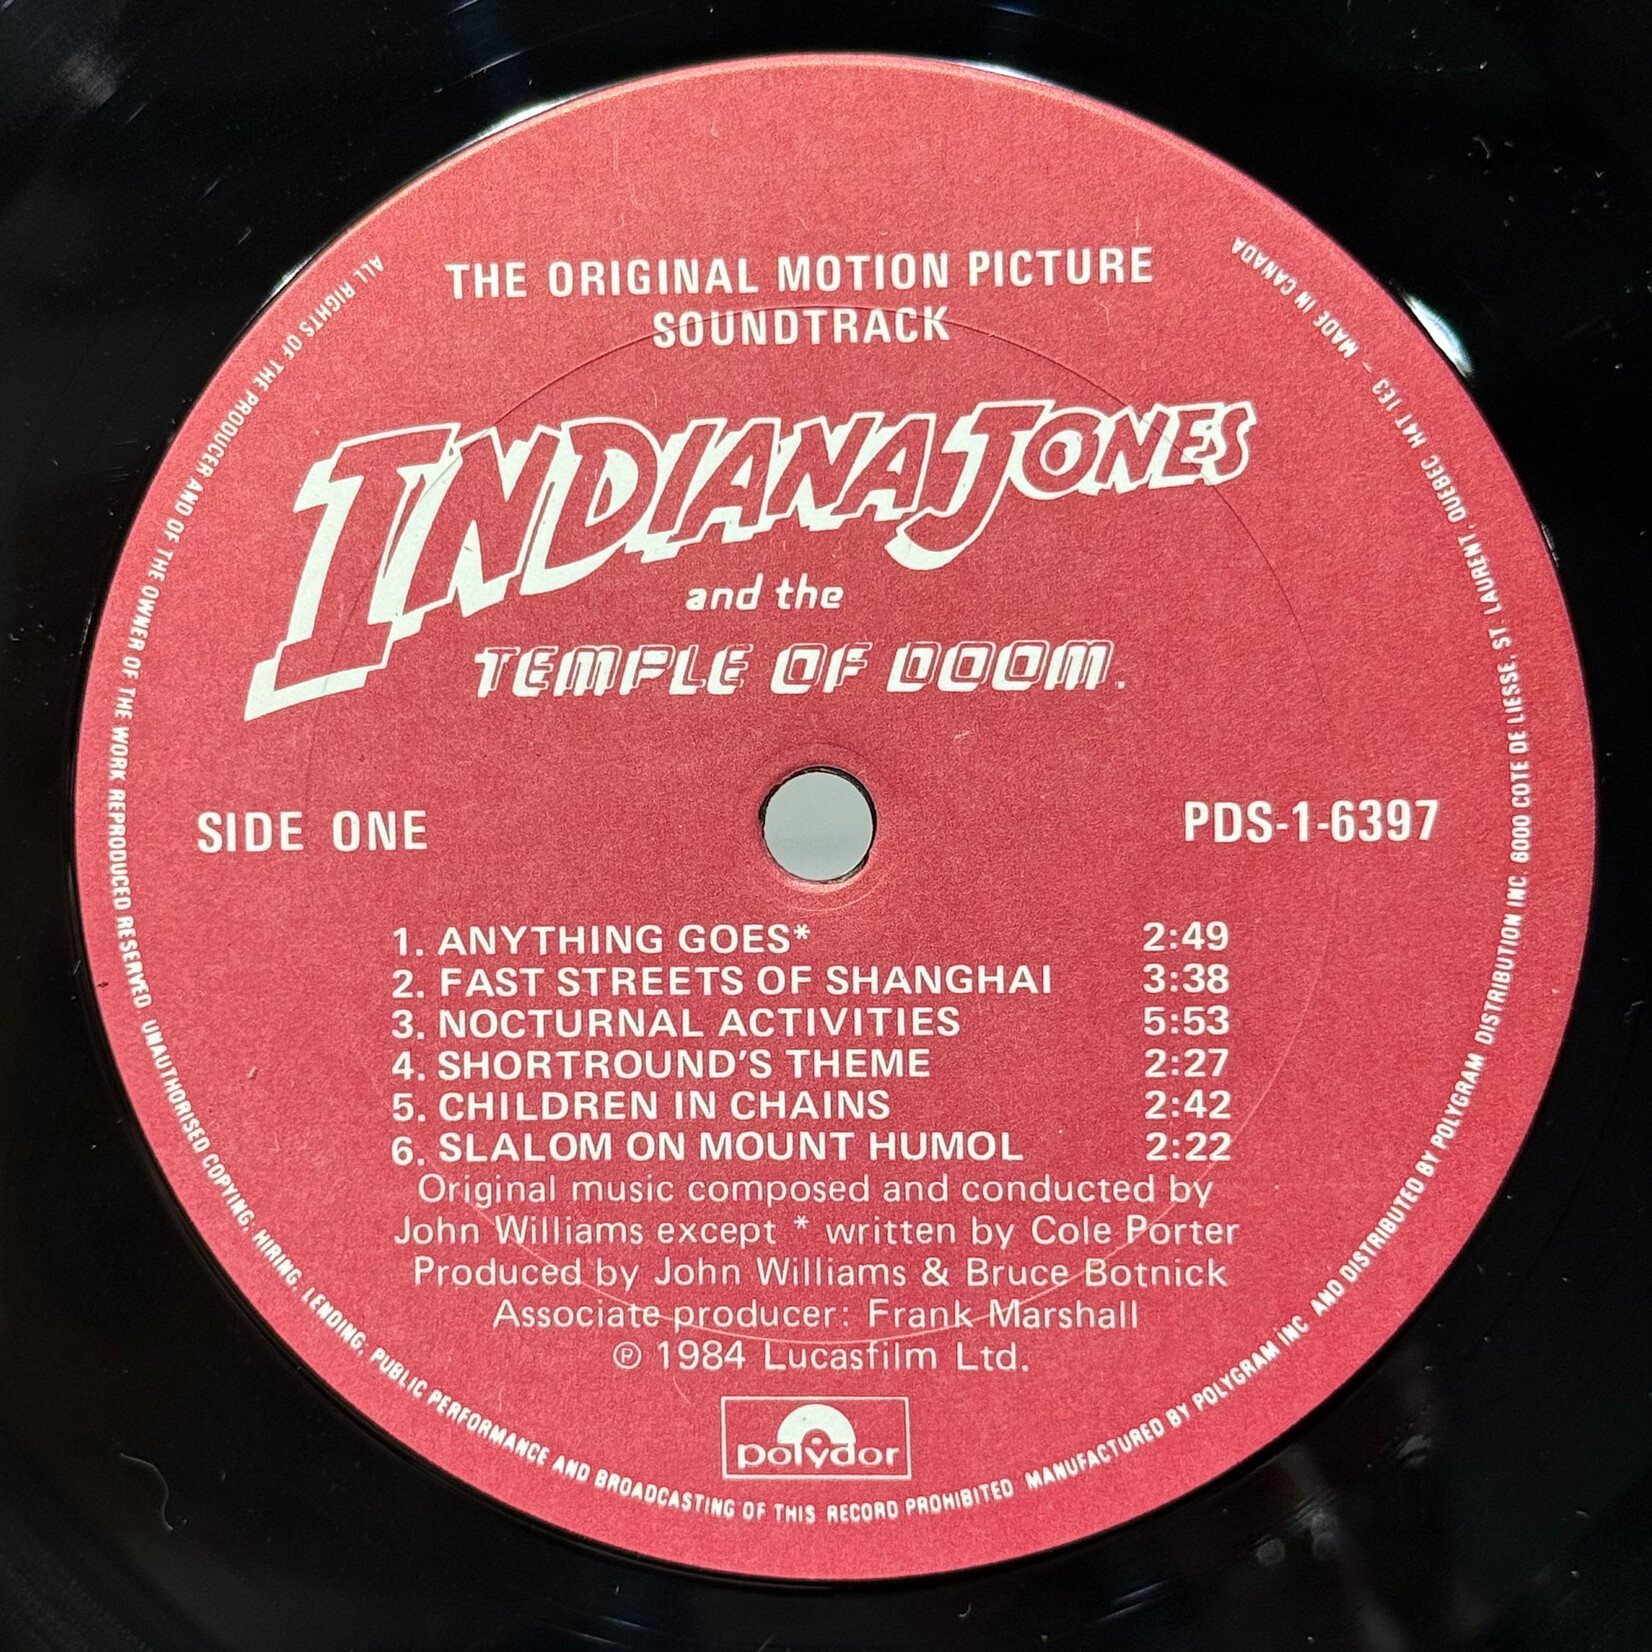 THE ORIGINAL MOTION PICTURE
SOUNDTRACK
INDIANA JONES
and the
TEMPLE OF DOOM.
SIDE ONE
PDS-1-6397
1. ANYTHING GOES* 2:49
2. FAST STREETS OF SHANGHAI 3:38
3. NOCTURNAL ACTIVITIES 5:53
4. SHORTROUND'S THEME 2:27
5. CHILDREN IN CHAINS 2:42
6. SLALOM ON MOUNT HUMOL 2:22
Original music composed and conducted by
John Williams except * written by Cole Porter
Produced by John Williams & Bruce Botnick
Associate producer: Frank Marshall
℗ 1984 Lucasfilm Ltd.
polydor
ALL RIGHTS OF THE PRODUCER AND OF THE OWNER OF THE WORK REPRODUCED RESERVED UNAUTHORISED COPYING, HIRING, LENDING, PUBLIC PERFORMANCE AND BROADCASTING OF THIS RECORD PROHIBITED MANUFACTURED BY POLYGRAM INC AND DISTRIBUTED BY POLYGRAM DISTRIBUTION INC. 6000 COTE DE LIESSE, ST LAURENT, QUEBEC H4T 1E3 – MADE IN CANADA